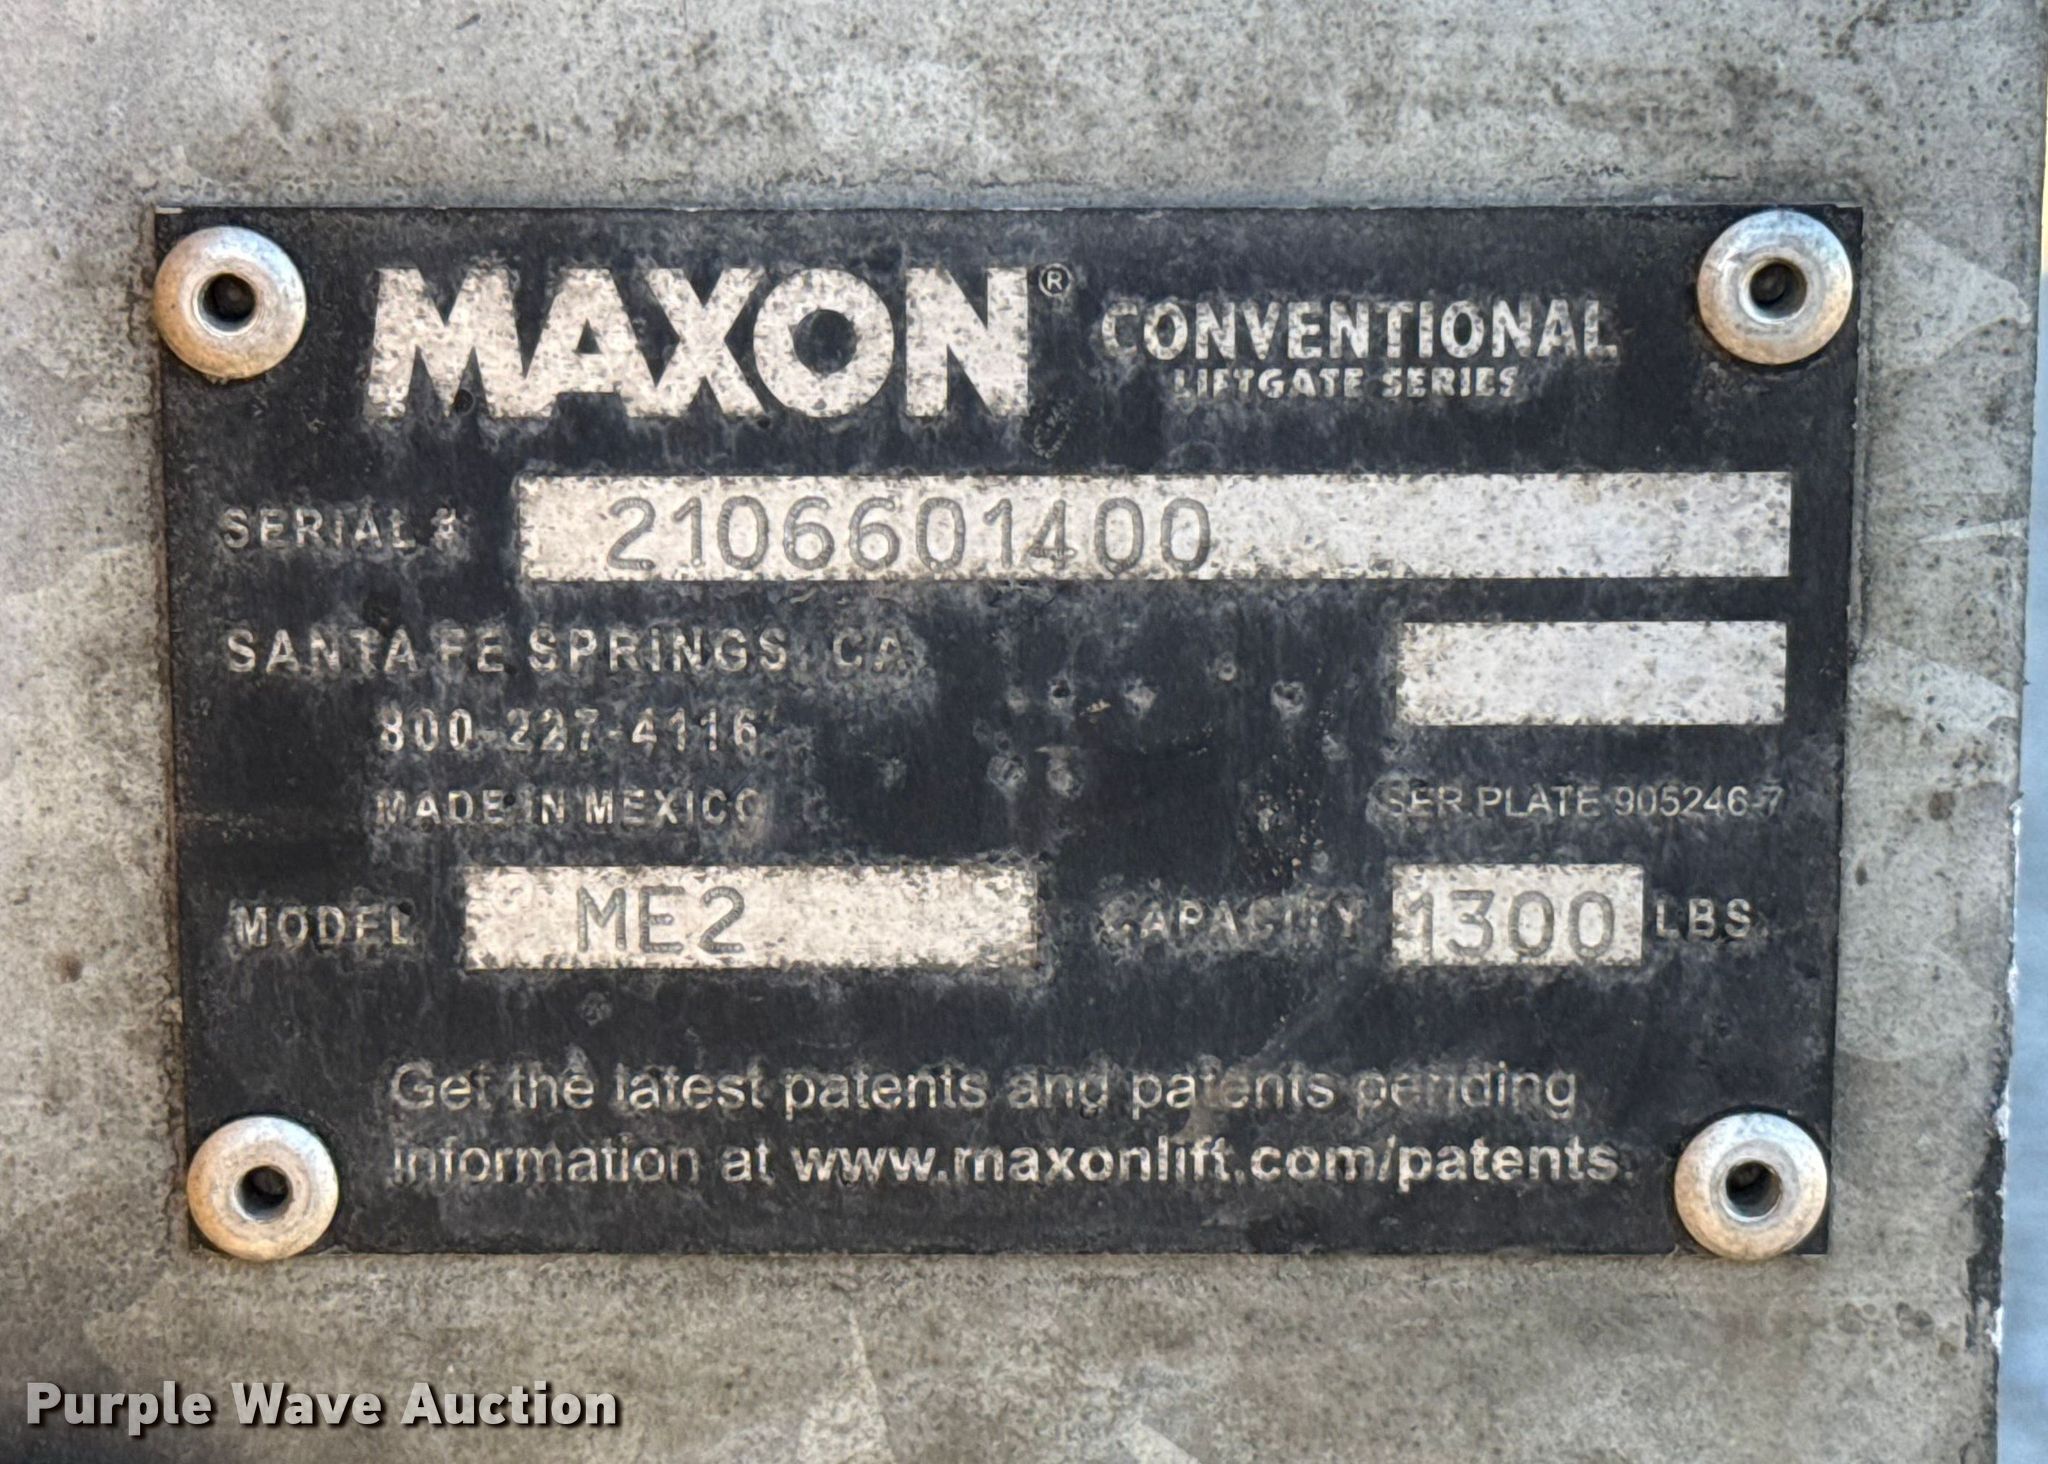 MAXON® CONVENTIONAL
LIFTGATE SERIES
SERIAL # 2106601400
SANTA FE SPRINGS, CA
800-227-4116
MADE IN MEXICO
SER PLATE 905246-7
MODEL ME2 CAPACITY 1300 LBS.
Get the latest patents and patents pending
information at www.maxonlift.com/patents.
Purple Wave Auction